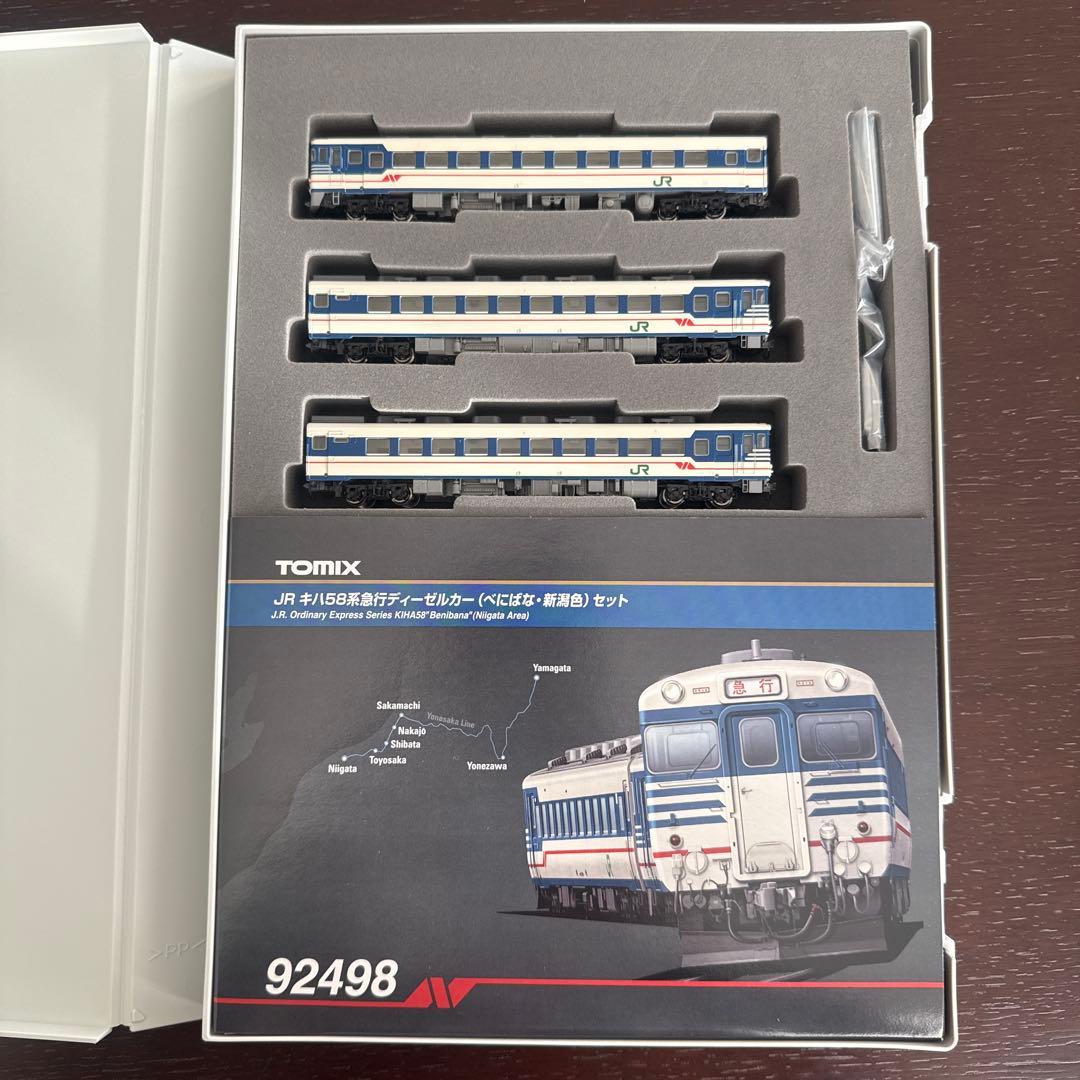 JR
JR
JR
TOMIX
JR キハ58系急行ディーゼルカー(べにばな・新潟色)セット
J.R. Ordinary Express Series KIHA58"Benibana"(Niigata Area)
Yamagata
Sakamachi
Yonesaka Line
Nakajo
Shibata
Toyosaka
Niigata
Yonezawa
急行
>PP<
92498